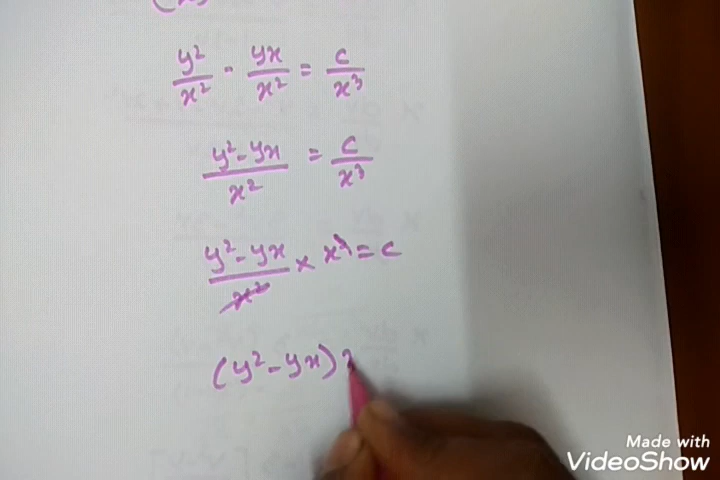 y²/x² - yx/x² = c/x³
y² - yx/x² = c/x³
y² - yx/x² × x³ = c
(y² - yx)
Made with
VideoShow